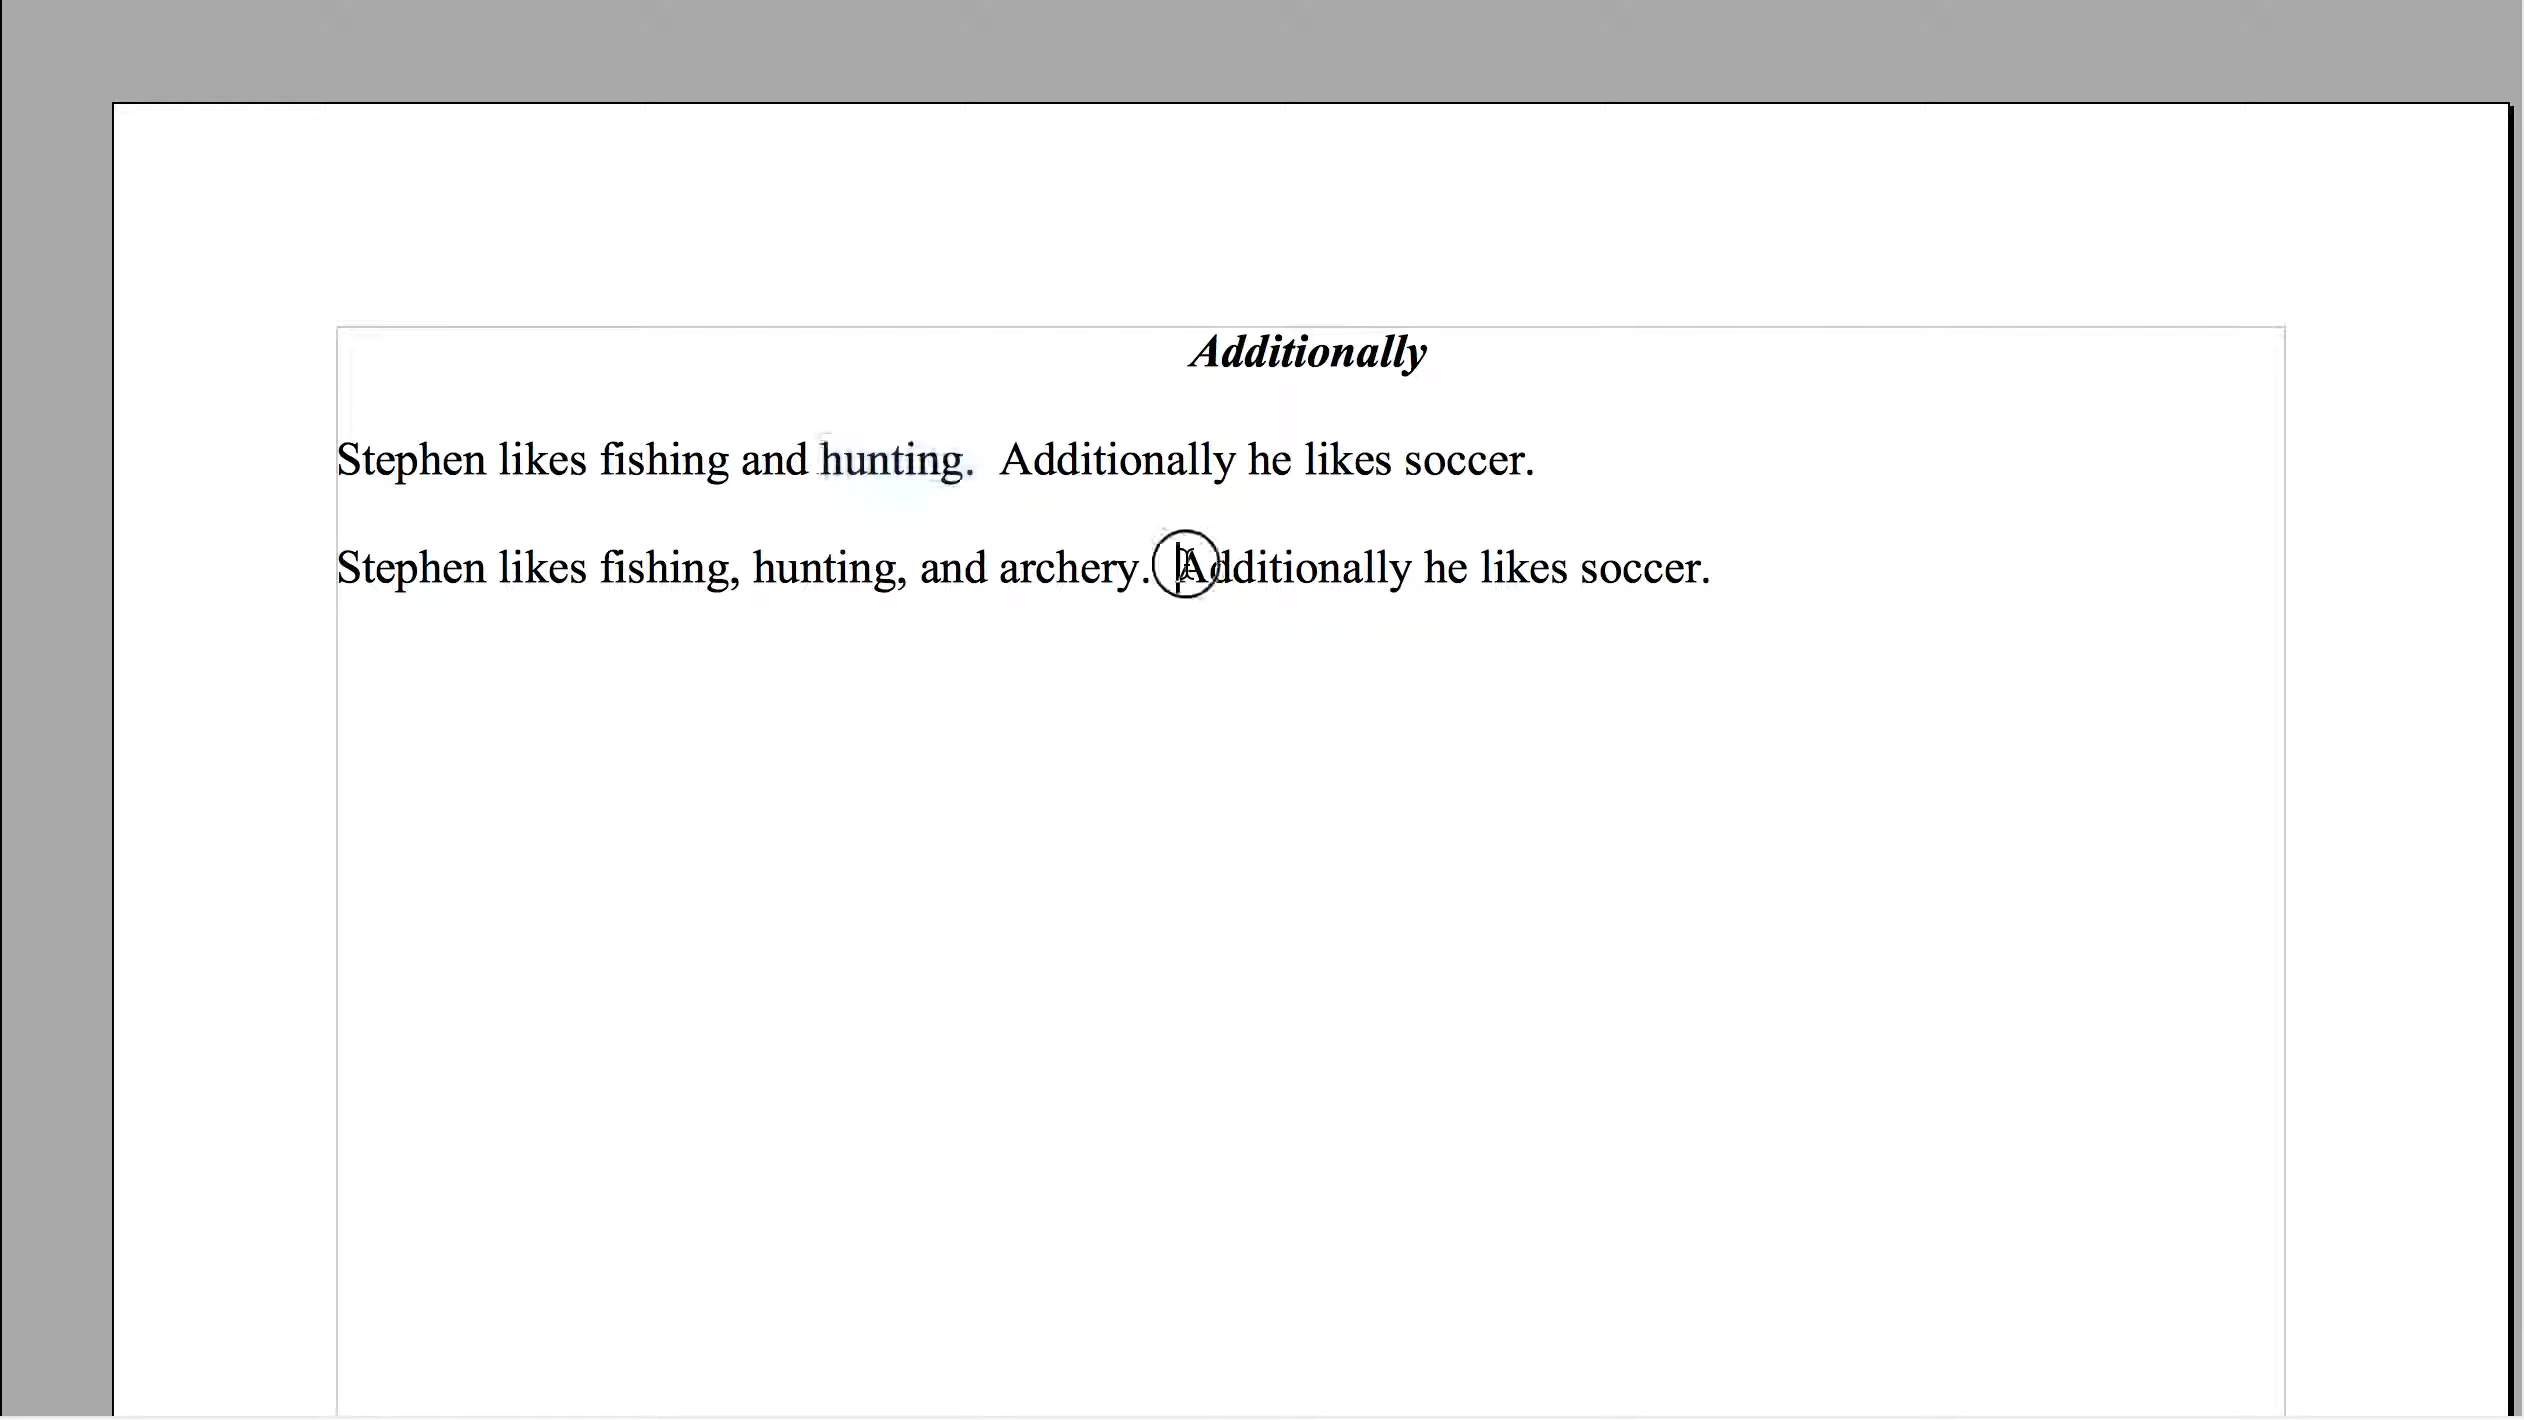 Additionally
Stephen likes fishing and hunting.  Additionally he likes soccer.
Stephen likes fishing, hunting, and archery.  Additionally he likes soccer.